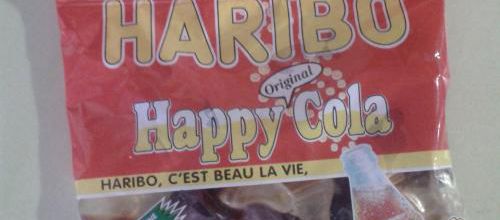 HARIBO
Original
Happy Cola
HARIBO, C'EST BEAU LA VIE,